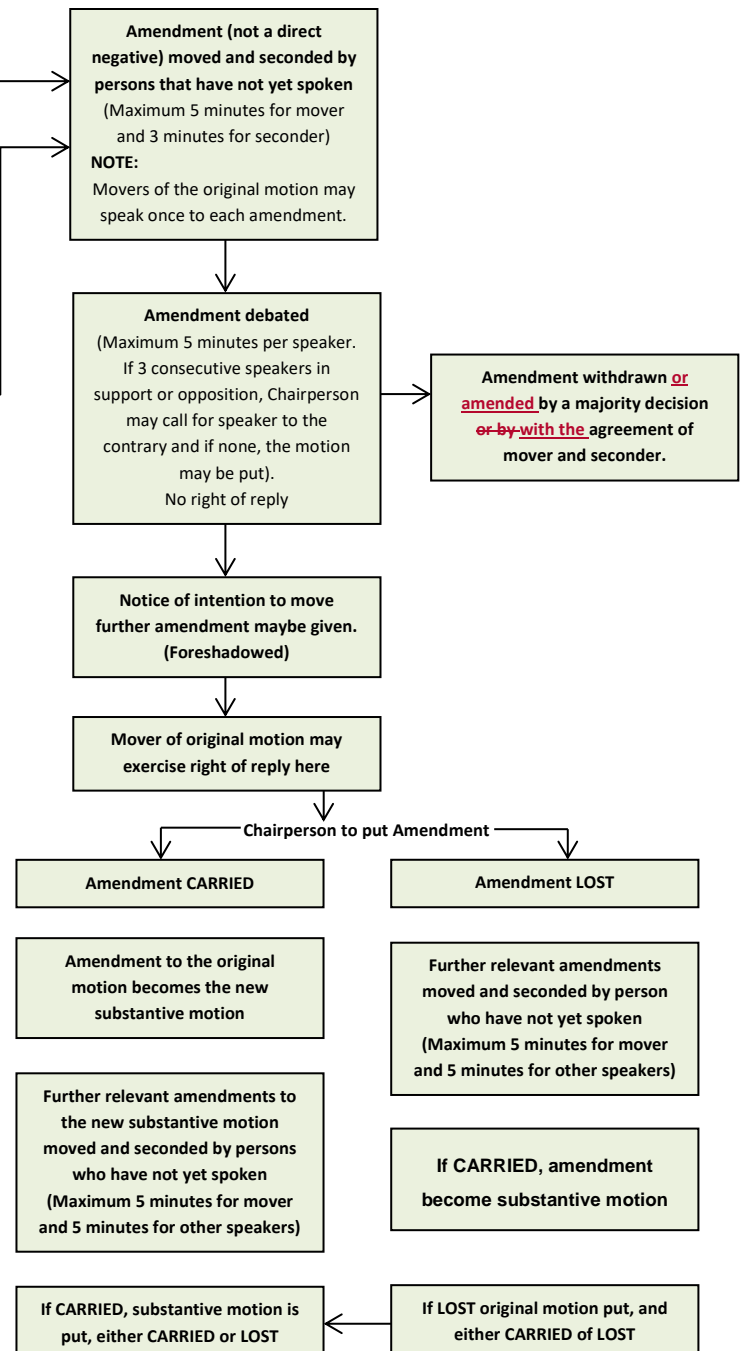 Amendment (not a direct
negative) moved and seconded by
persons that have not yet spoken
(Maximum 5 minutes for mover
and 3 minutes for seconder)
NOTE:
Movers of the original motion may
speak once to each amendment.
Amendment debated
(Maximum 5 minutes per speaker.
If 3 consecutive speakers in
support or opposition, Chairperson
may call for speaker to the
contrary and if none, the motion
may be put).
No right of reply
Amendment withdrawn or
amended by a majority decision
or by with the agreement of
mover and seconder.
Notice of intention to move
further amendment maybe given.
(Foreshadowed)
Mover of original motion may
exercise right of reply here
Chairperson to put Amendment
Amendment CARRIED
Amendment LOST
Amendment to the original
motion becomes the new
substantive motion
Further relevant amendments
moved and seconded by person
who have not yet spoken
(Maximum 5 minutes for mover
and 5 minutes for other speakers)
Further relevant amendments to
the new substantive motion
moved and seconded by persons
who have not yet spoken
(Maximum 5 minutes for mover
and 5 minutes for other speakers)
If CARRIED, amendment
become substantive motion
If CARRIED, substantive motion is
put, either CARRIED or LOST
If LOST original motion put, and
either CARRIED of LOST